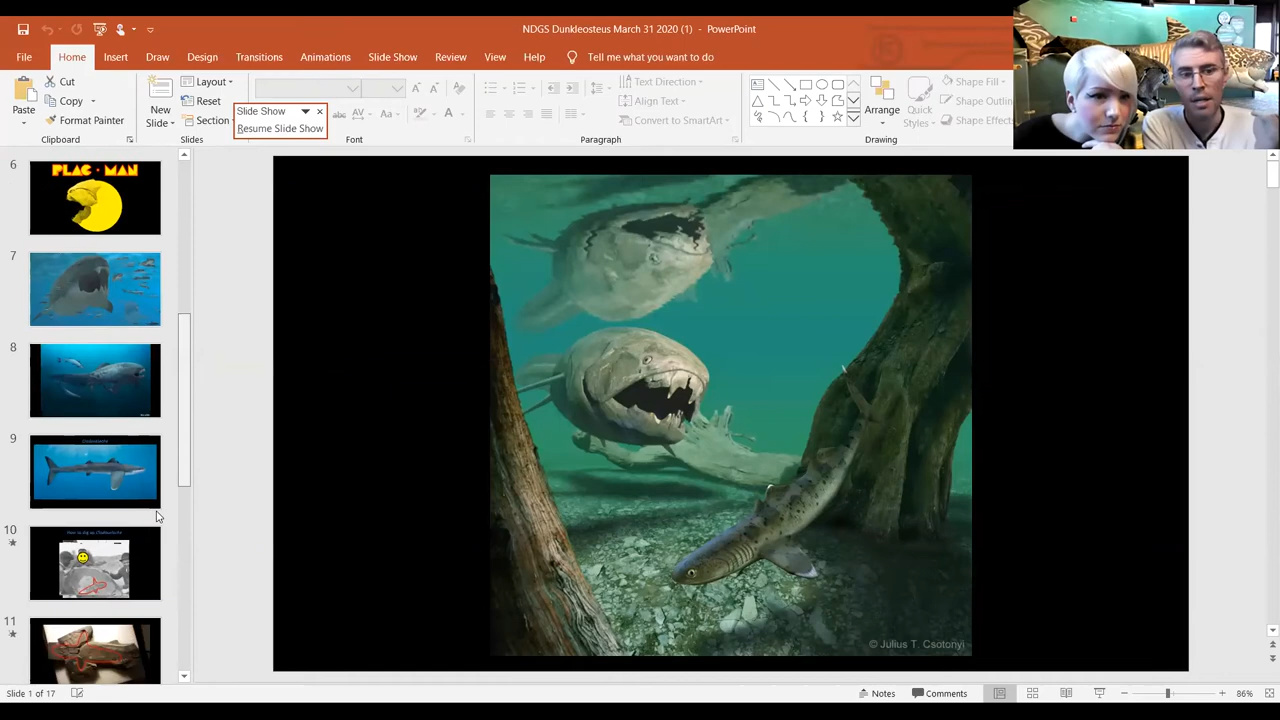 NDGS Dunkleosteus March 31 2020 (1) - PowerPoint
File Home Insert Draw Design Transitions Animations Slide Show Review View Help Tell me what you want to do
Paste
Cut
Copy
Format Painter
Clipboard
New Slide
Layout
Reset
Section
Slides
Slide Show
Resume Slide Show
abc AV Aa A
Font
Text Direction
Align Text
Convert to SmartArt
Paragraph
Arrange
Quick Styles
Shape Fill
Shape Outlin
Shape Effects
Drawing
6
PLAC-MAN
7
8
9
10
11
© Julius T. Csotonyi
Slide 1 of 17 Notes Comments 86%